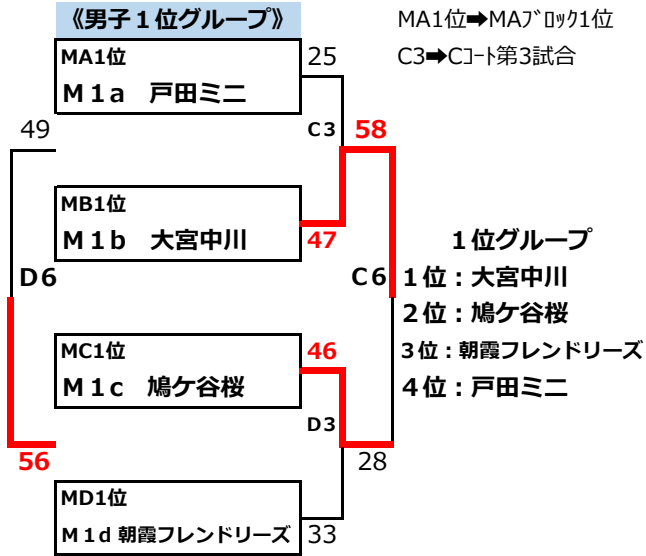 《男子１位グループ》
MA1位➡MAﾌﾞﾛｯｸ1位
C3➡Cｺｰﾄ第3試合
MA1位
M１a　戸田ミニ
25
49
C3
58
MB1位
M１b　大宮中川
47
D6
C6
１位グループ
１位：大宮中川
２位：鳩ケ谷桜
３位：朝霞フレンドリーズ
４位：戸田ミニ
MC1位
M１c　鳩ケ谷桜
46
D3
56
28
MD1位
M１d 朝霞フレンドリーズ
33